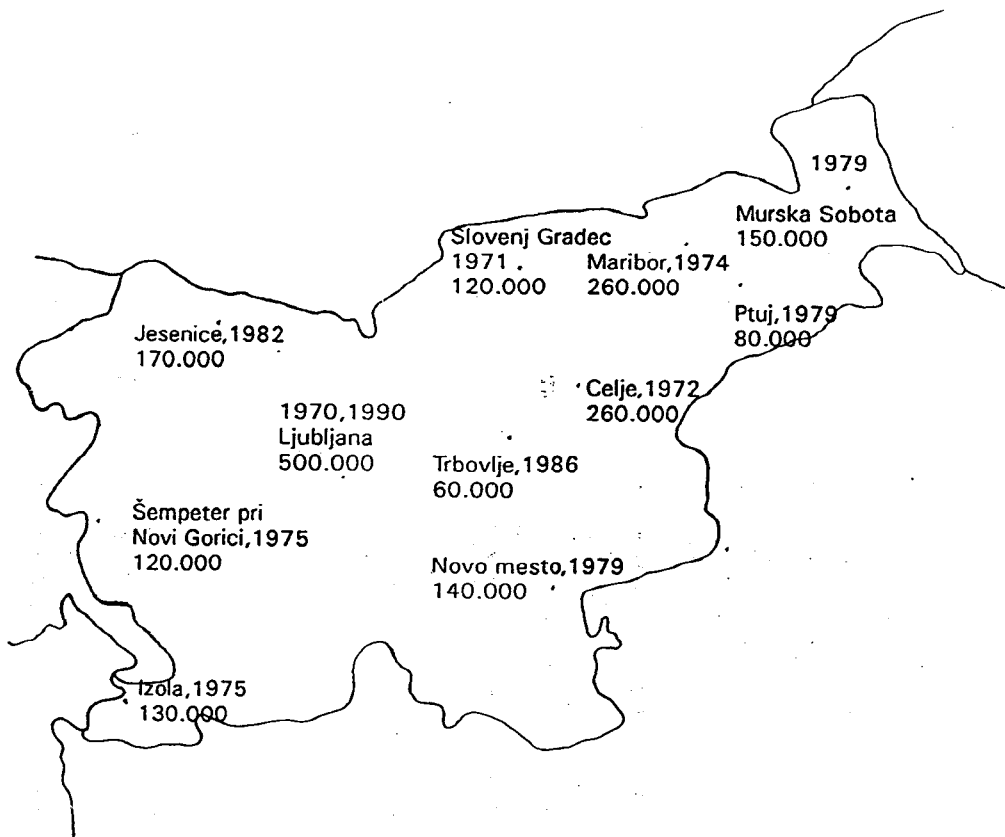 1979
Murska Sobota
150.000
Slovenj Gradec
1971
120.000
Maribor,1974
260.000
Ptuj,1979
80.000
Jesenice,1982
170.000
Celje,1972
260.000
1970,1990
Ljubljana
500.000
Trbovlje,1986
60.000
Šempeter pri
Novi Gorici,1975
120.000
Novo mesto,1979
140.000
Izola,1975
130.000